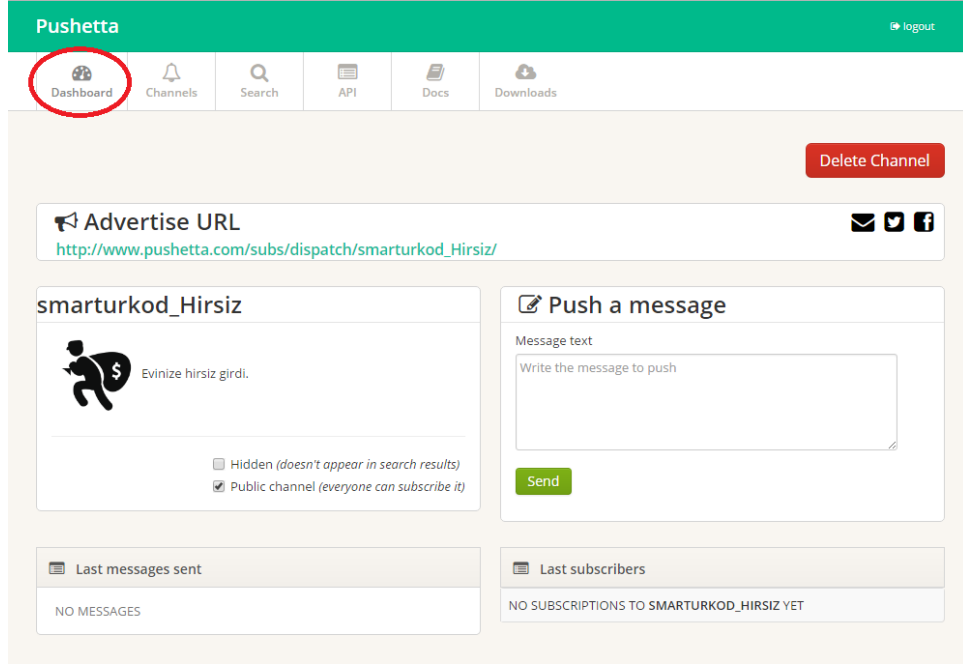 Pushetta
logout
Dashboard
Channels
Search
API
Docs
Downloads
Delete Channel
Advertise URL
http://www.pushetta.com/subs/dispatch/smarturkod_Hirsiz/
smarturkod_Hirsiz
$
Evinize hirsiz girdi.
Hidden (doesn't appear in search results)
Public channel (everyone can subscribe it)
Push a message
Message text
Write the message to push
Send
Last messages sent
NO MESSAGES
Last subscribers
NO SUBSCRIPTIONS TO SMARTURKOD_HIRSIZ YET